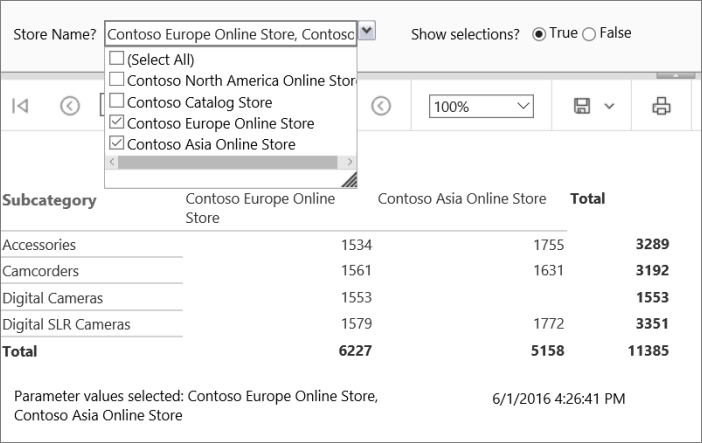 Store Name? Contoso Europe Online Store, Contoso Show selections? True False
(Select All)
Contoso North America Online Store
Contoso Catalog Store
Contoso Europe Online Store
Contoso Asia Online Store
100%
Subcategory Contoso Europe Online Store Contoso Asia Online Store Total
Accessories 1534 1755 3289
Camcorders 1561 1631 3192
Digital Cameras 1553 1553
Digital SLR Cameras 1579 1772 3351
Total 6227 5158 11385
Parameter values selected: Contoso Europe Online Store, 6/1/2016 4:26:41 PM
Contoso Asia Online Store